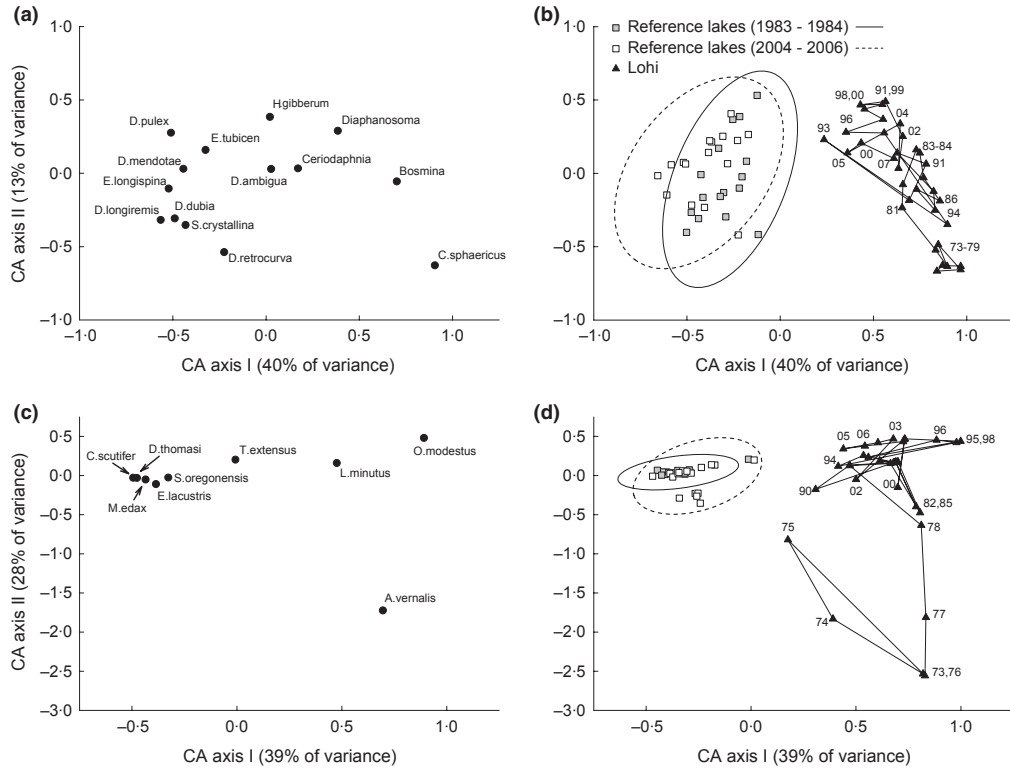 (a)
1·0
0·5
0·0
–0·5
–1·0
CA axis II (13% of variance)
D.pulex
H.gibberum
Diaphanosoma
E.tubicen
D.mendotae
Ceriodaphnia
D.ambigua
Bosmina
E.longispina
D.longiremis
D.dubia
S.crystallina
D.retrocurva
C.sphaericus
–1·0 –0·5 0·0 0·5 1·0
CA axis I (40% of variance)
(b)
Reference lakes (1983 - 1984)
Reference lakes (2004 - 2006)
Lohi
1·0
0·5
0·0
–0·5
–1·0
98,00
91,99
04
96
02
93
83-84
00
05
07
91
86
81
94
73-79
–1·0 –0·5 0·0 0·5 1·0
CA axis I (40% of variance)
(c)
1·0
0·5
0·0
–0·5
–1·0
–1·5
–2·0
–2·5
–3·0
CA axis II (28% of variance)
D.thomasi
C.scutifer
T.extensus
O.modestus
S.oregonensis
L.minutus
E.lacustris
M.edax
A.vernalis
–0·5 0·0 0·5 1·0
CA axis I (39% of variance)
(d)
1·0
0·5
0·0
–0·5
–1·0
–1·5
–2·0
–2·5
–3·0
03
96
05
06
95,98
94
90
02
00
82,85
78
75
77
74
73,76
–0·5 0·0 0·5 1·0
CA axis I (39% of variance)